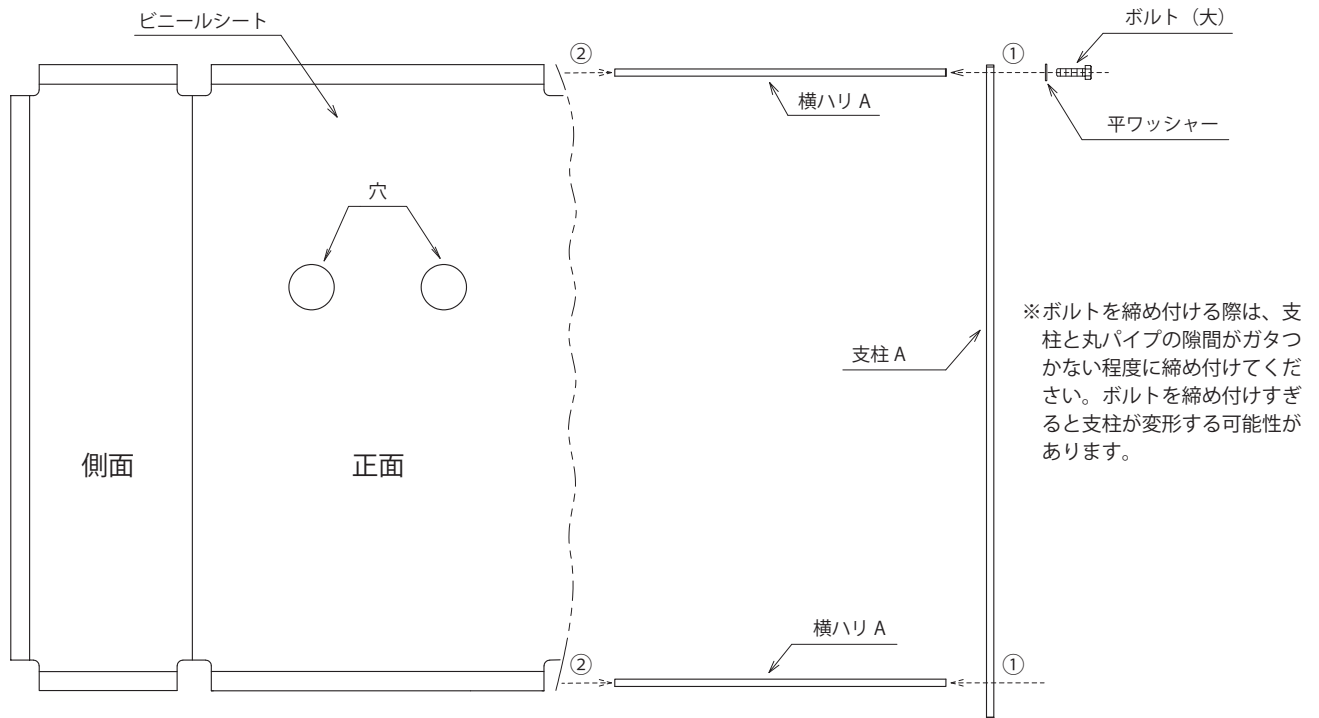 ビニールシート
②
①
ボルト（大）
横ハリ A
平ワッシャー
穴
支柱 A
※ボルトを締め付ける際は、支
柱と丸パイプの隙間がガタつ
かない程度に締め付けてくだ
さい。ボルトを締め付けすぎ
ると支柱が変形する可能性が
あります。
側面
正面
横ハリ A
②
①